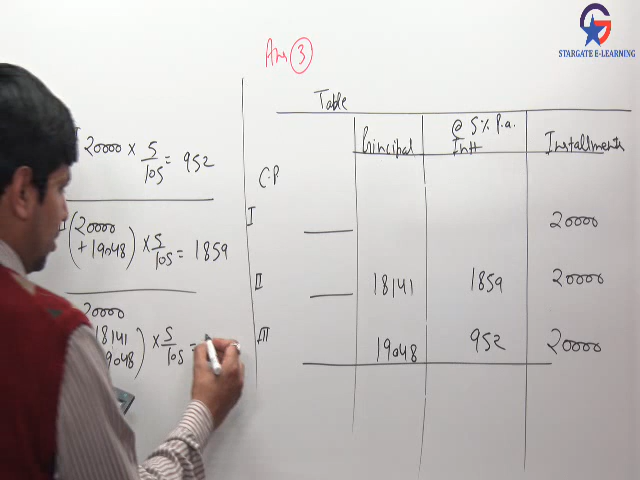 STARGATE E-LEARNING
Ans 3
Table
Principal @ 5% p.a. Intt Installments
C.P
I 20000
II 18141 1859 20000
III 19048 952 20000
I 20000 × 5/105 = 952
II (20000 + 19048) × 5/105 = 1859
20000
18141
19048) × 5/105 =